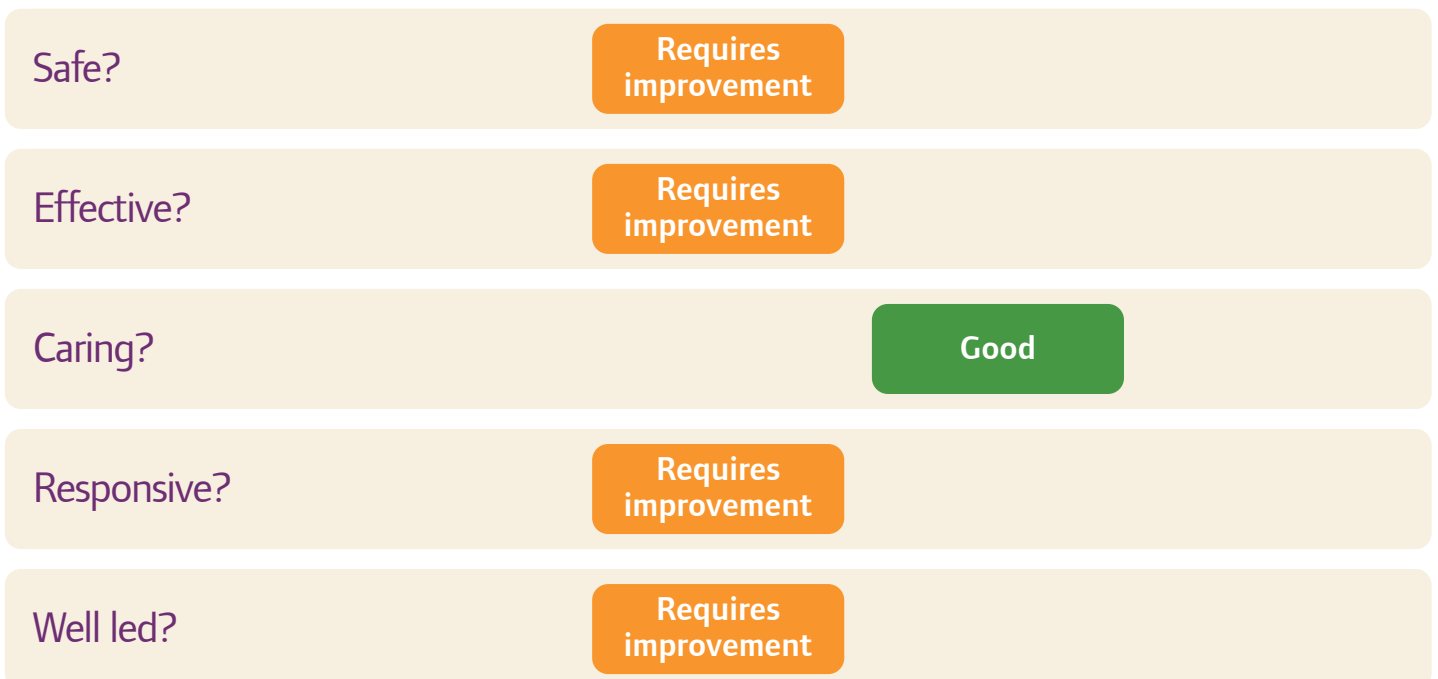 Safe?
Requires
improvement
Effective?
Requires
improvement
Caring?
Good
Responsive?
Requires
improvement
Well led?
Requires
improvement